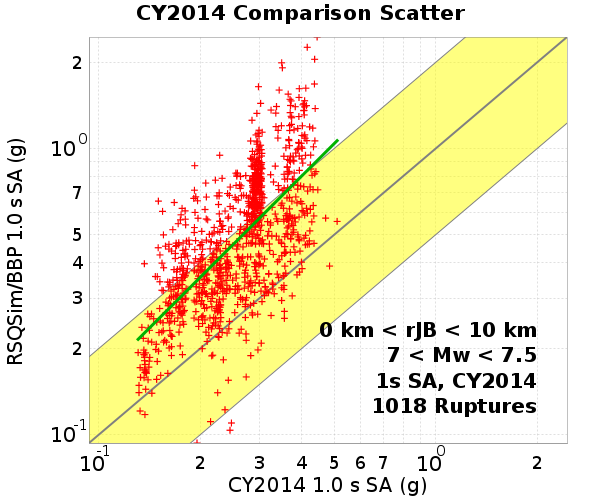 CY2014 Comparison Scatter
RSQSim/BBP 1.0 s SA (g)
2
10^0
7
5
4
3
2
10^-1
0 km < rJB < 10 km
7 < Mw < 7.5
1s SA, CY2014
1018 Ruptures
10^-1 2 3 4 5 6 7 10^0 2
CY2014 1.0 s SA (g)